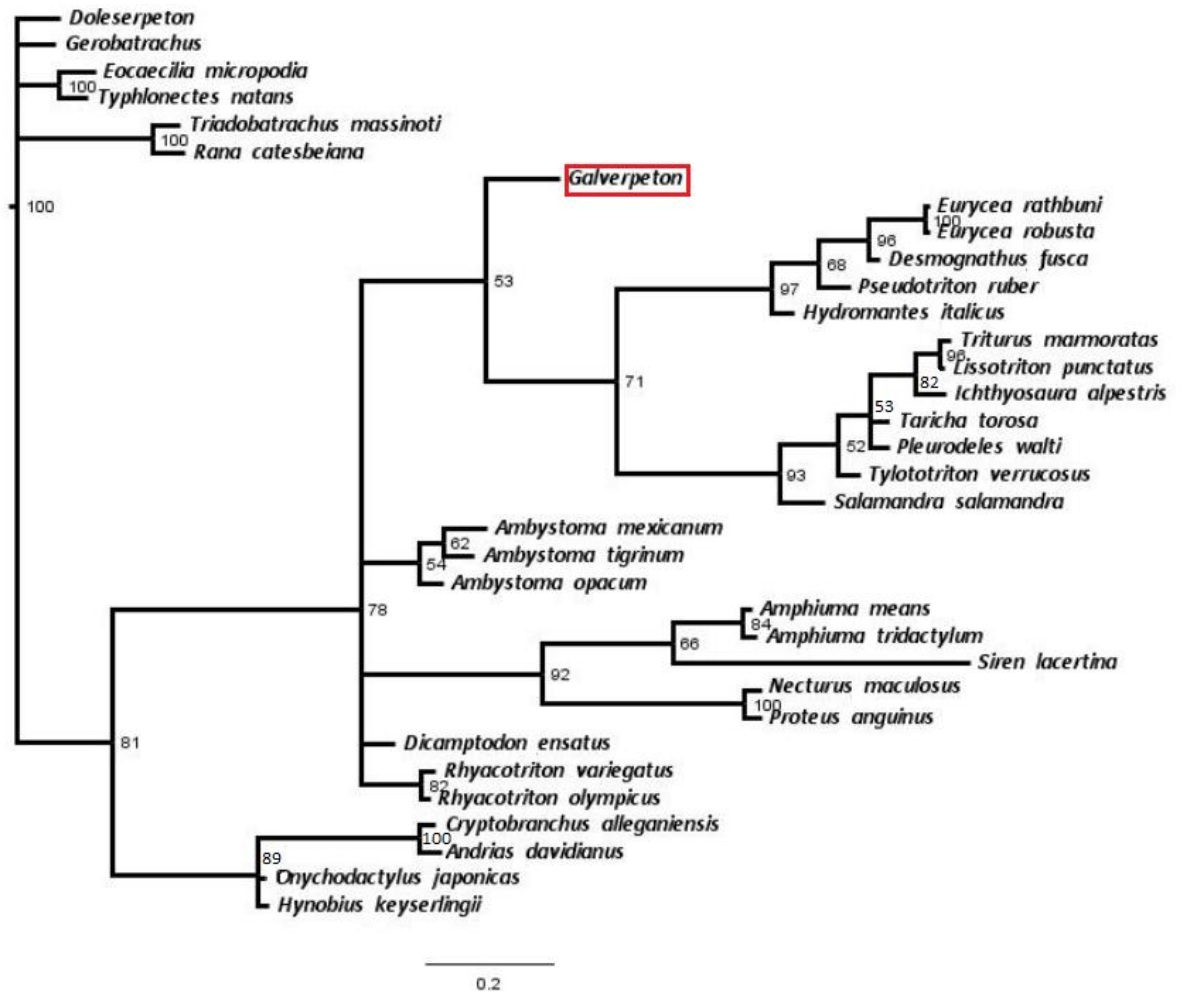 Doleserpeton
Gerobatrachus
Eocaecilia micropodia
100
Typhlonectes natans
Triadobatrachus massinoti
100
Rana catesbeiana
Galverpeton
100
Eurycea rathbuni
100
Eurycea robusta
96
Desmognathus fusca
68
Pseudotriton ruber
97
Hydromantes italicus
53
Triturus marmoratas
96
Lissotriton punctatus
82
Ichthyosaura alpestris
71
53
Taricha torosa
52
Pleurodeles walti
93
Tylototriton verrucosus
Salamandra salamandra
Ambystoma mexicanum
62
Ambystoma tigrinum
54
Ambystoma opacum
78
Amphiuma means
84
Amphiuma tridactylum
66
Siren lacertina
92
Necturus maculosus
100
Proteus anguinus
81
Dicamptodon ensatus
Rhyacotriton variegatus
82
Rhyacotriton olympicus
Cryptobranchus alleganiensis
100
Andrias davidianus
89
Onychodactylus japonicas
Hynobius keyserlingii
0.2